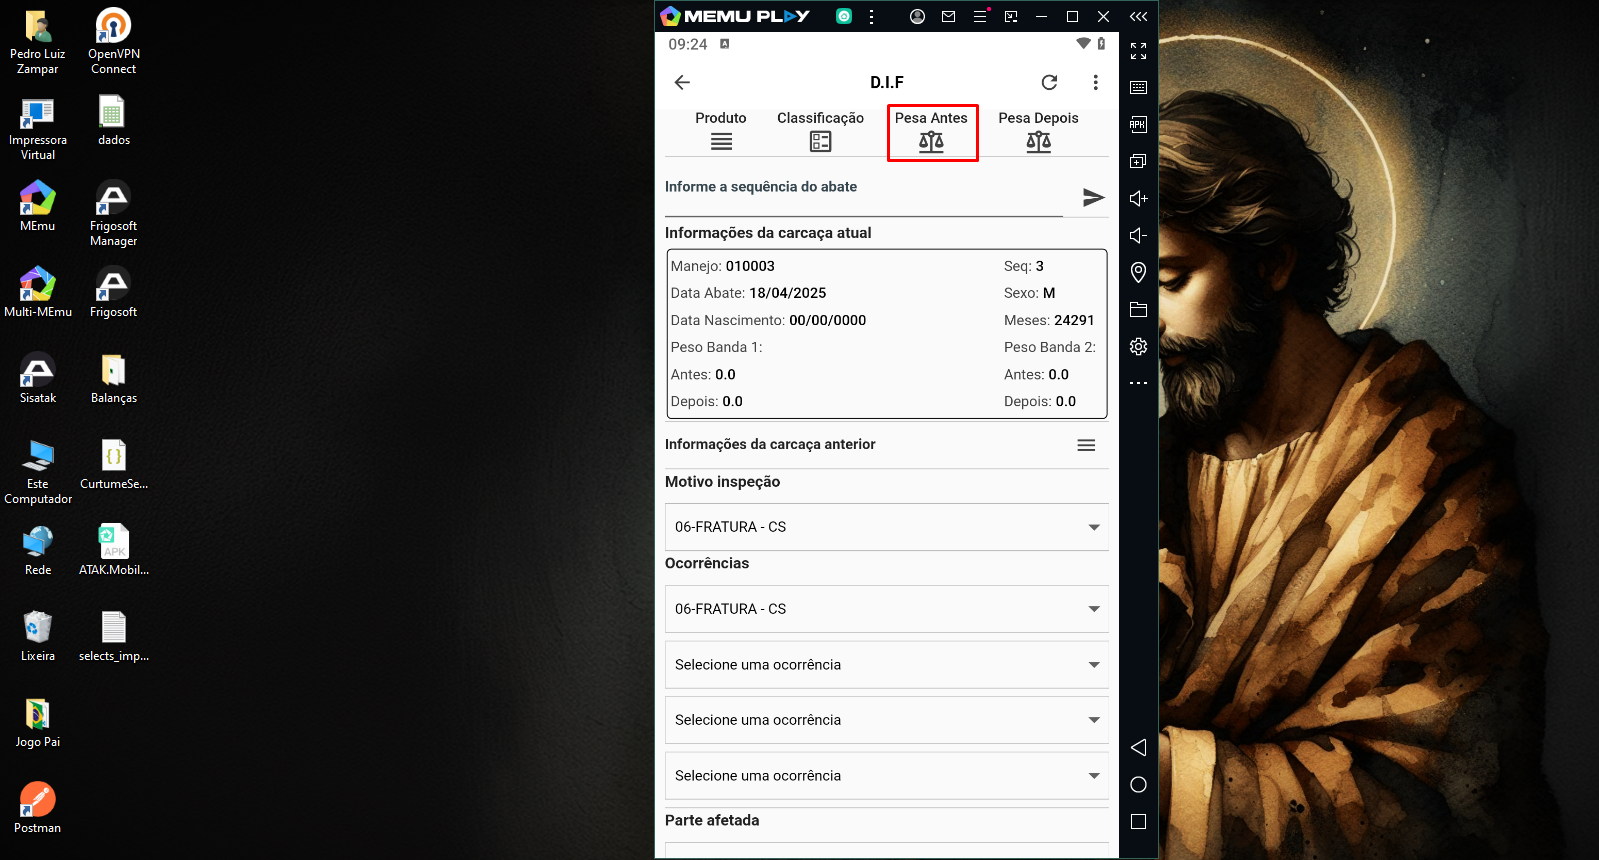 Pedro Luiz
Zampar
OpenVPN
Connect
Impressora
Virtual
dados
MEmu
Frigosoft
Manager
Multi-MEmu
Frigosoft
Sisatak
Balanças
Este
Computador
CurtumeSe...
Rede
APK
ATAK.Mobil...
Lixeira
selects_imp...
Jogo Pai
Postman
MEMU PLAY
09:24
D.I.F
Produto
Classificação
Pesa Antes
Pesa Depois
Informe a sequência do abate
Informações da carcaça atual
Manejo: 010003
Seq: 3
Data Abate: 18/04/2025
Sexo: M
Data Nascimento: 00/00/0000
Meses: 24291
Peso Banda 1:
Peso Banda 2:
Antes: 0.0
Antes: 0.0
Depois: 0.0
Depois: 0.0
Informações da carcaça anterior
Motivo inspeção
06-FRATURA - CS
Ocorrências
06-FRATURA - CS
Selecione uma ocorrência
Selecione uma ocorrência
Selecione uma ocorrência
Parte afetada
APK